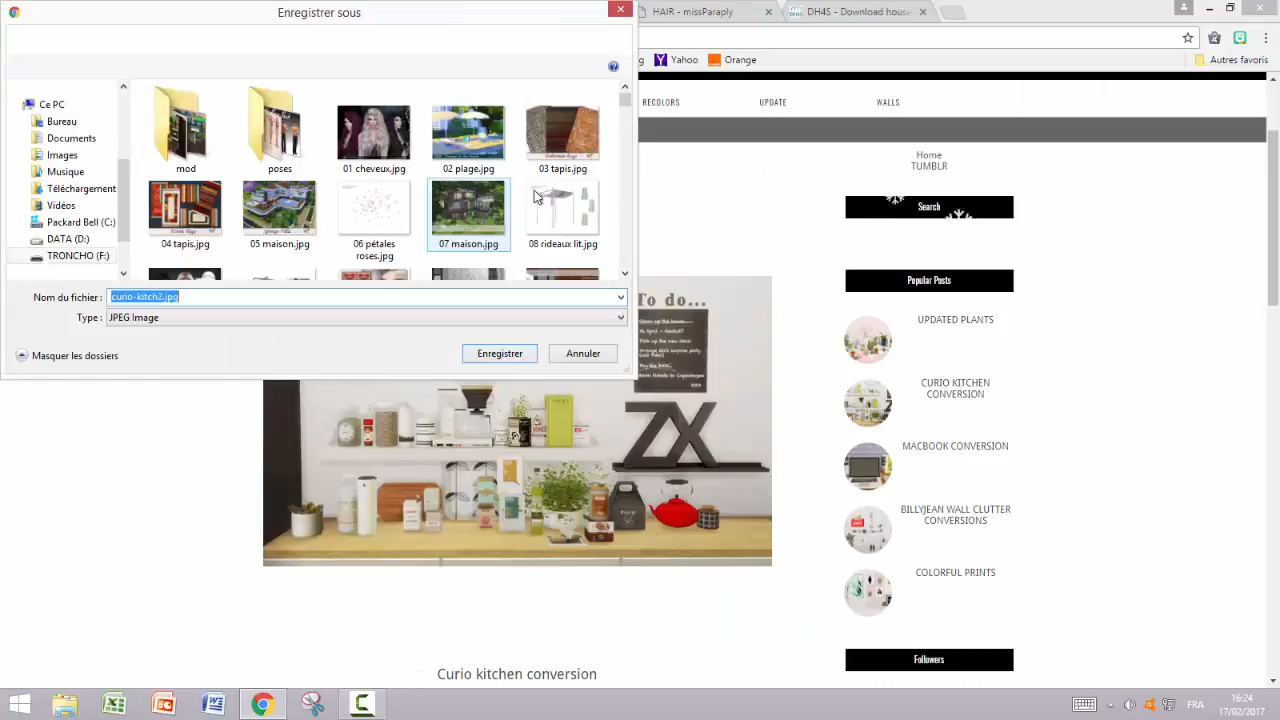 Enregistrer sous
HAIR - missParaply
DH4S - Download house
g
Yahoo
Orange
Autres favoris
RECOLORS
UPDATE
WALLS
Ce PC
Bureau
Documents
Images
Musique
Téléchargement
Vidéos
Packard Bell (C:)
DATA (D:)
TRONCHO (F:)
mod
poses
01 cheveux.jpg
02 plage.jpg
03 tapis.jpg
04 tapis.jpg
05 maison.jpg
06 pétales
roses.jpg
07 maison.jpg
08 rideaux lit.jpg
Nom du fichier :
curio-kitch2.jpg
Type :
JPEG Image
Masquer les dossiers
Enregistrer
Annuler
Home
TUMBLR
Search
Popular Posts
UPDATED PLANTS
CURIO KITCHEN
CONVERSION
MACBOOK CONVERSION
BILLYJEAN WALL CLUTTER
CONVERSIONS
COLORFUL PRINTS
Followers
To do...
ZX
Curio kitchen conversion
FRA
16:24
17/02/2017